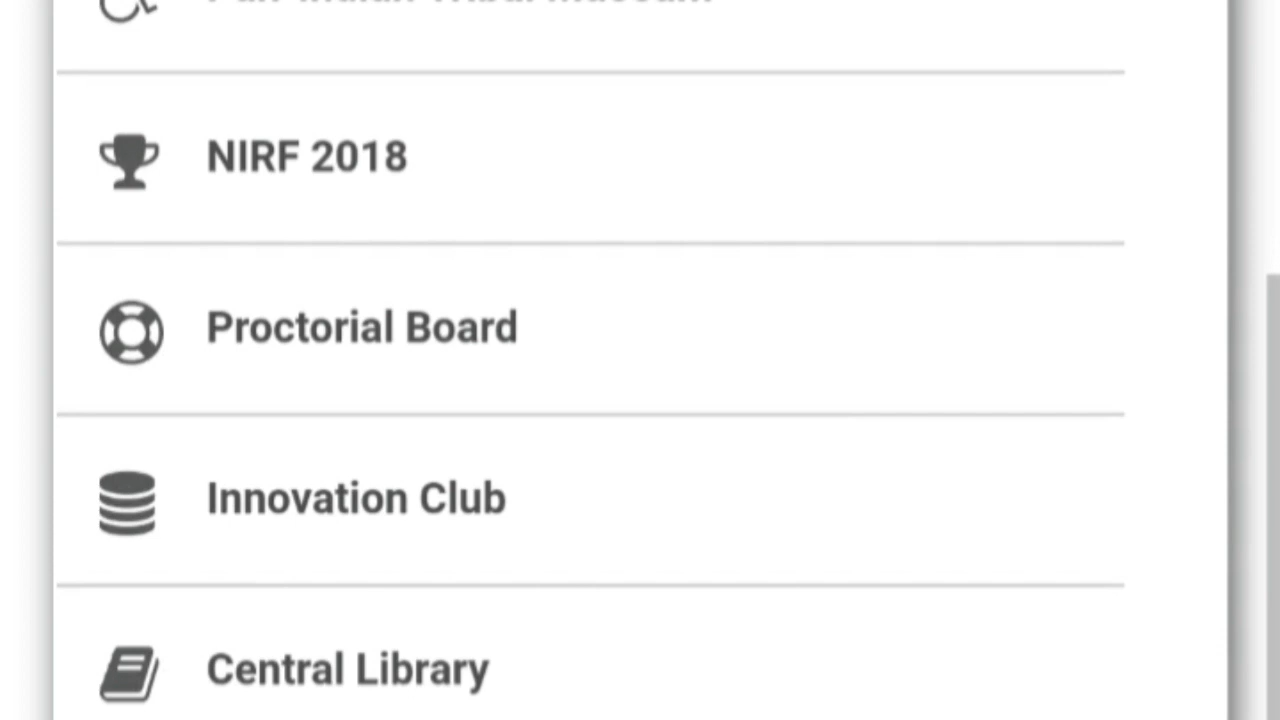 NIRF 2018
Proctorial Board
Innovation Club
Central Library